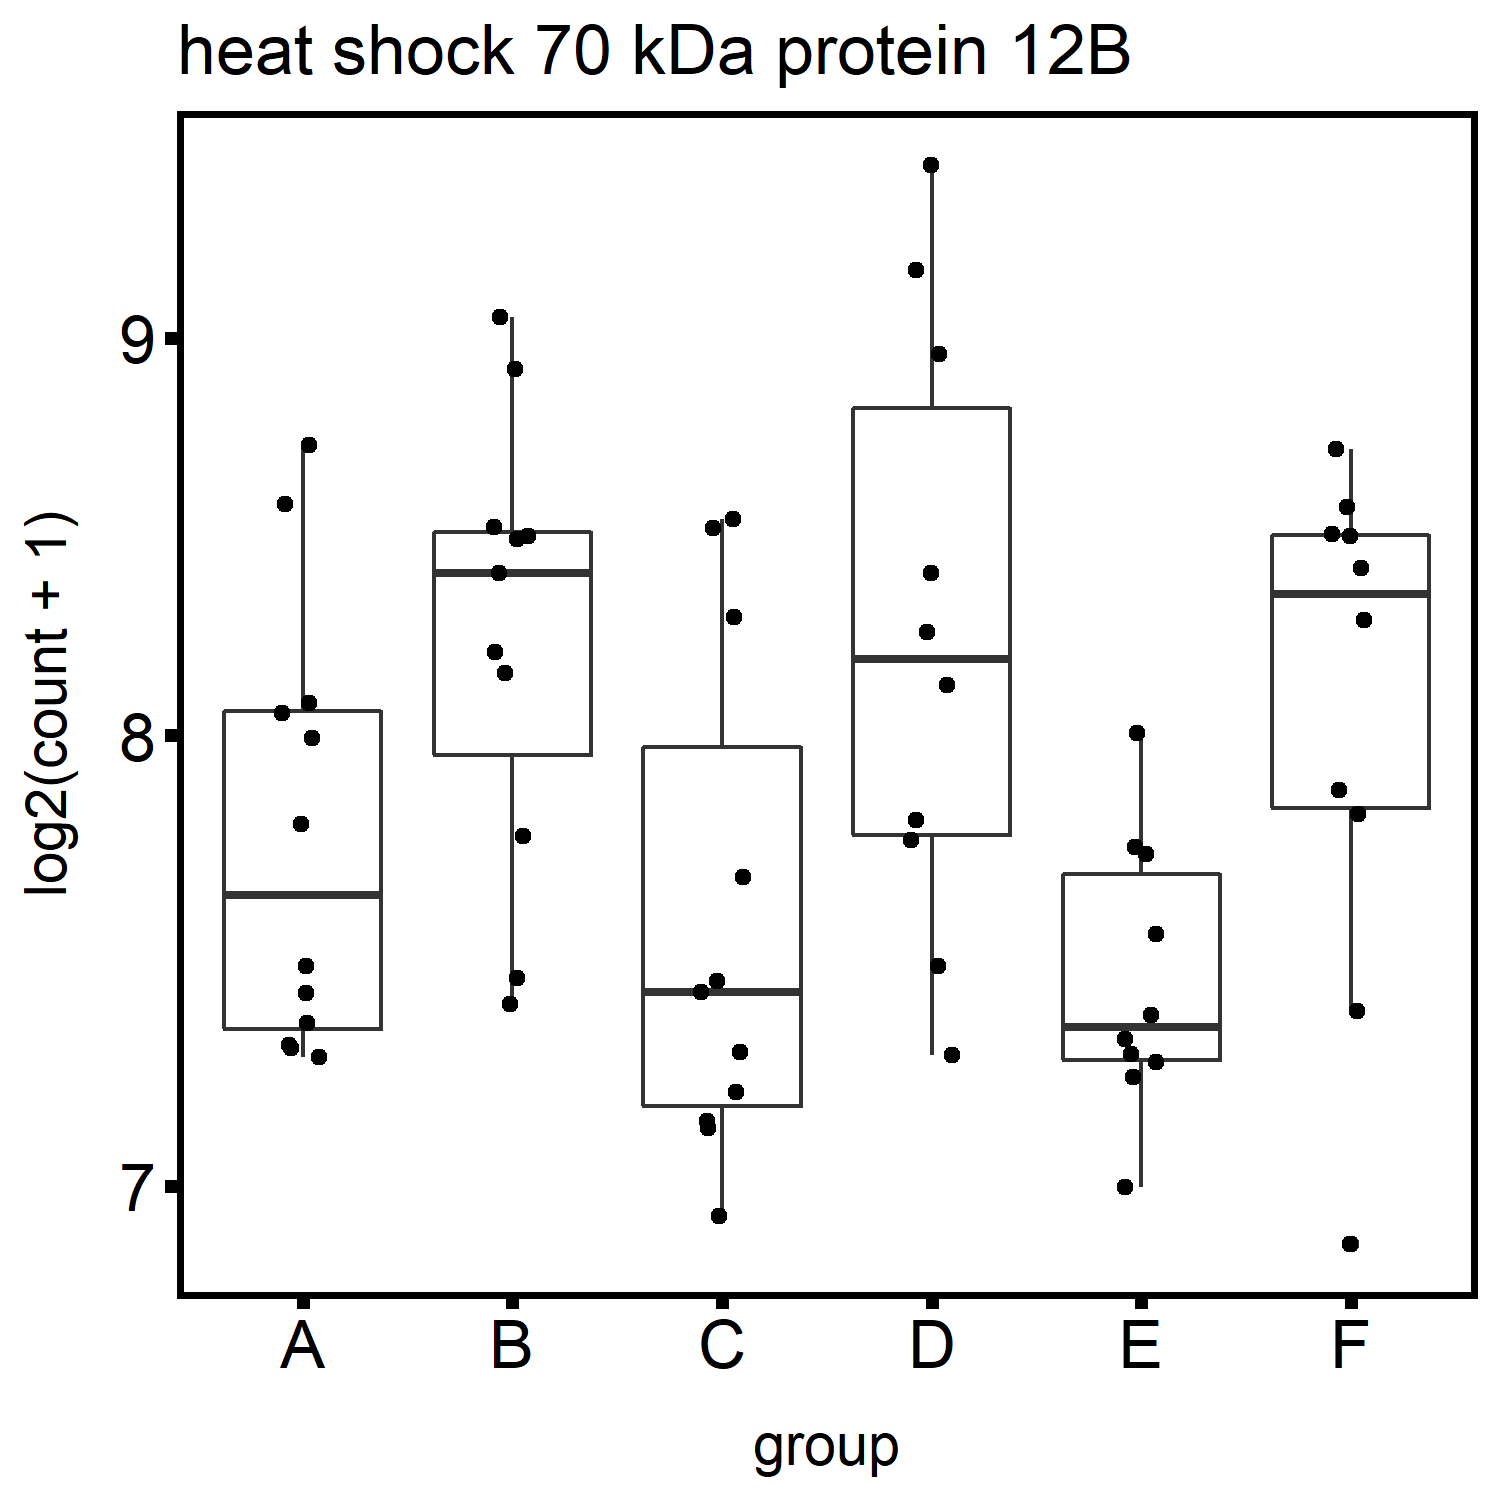 heat shock 70 kDa protein 12B
log2(count + 1)
9
8
7
A B C D E F
group